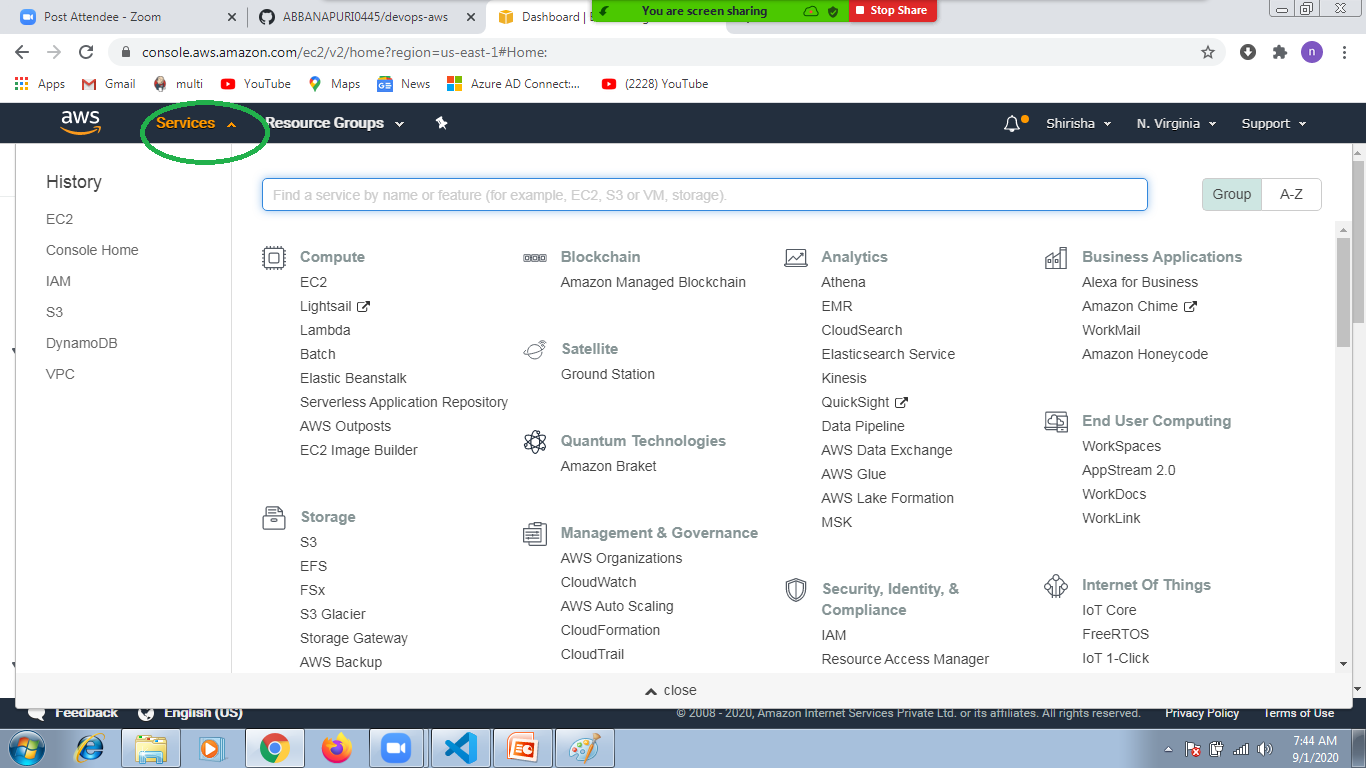 Post Attendee - Zoom
ABBANAPURI0445/devops-aws
Dashboard |
You are screen sharing
Stop Share
console.aws.amazon.com/ec2/v2/home?region=us-east-1#Home:
n
Apps
Gmail
multi
YouTube
Maps
News
Azure AD Connect:...
(2228) YouTube
aws
Services
Resource Groups
Shirisha
N. Virginia
Support
History
EC2
Console Home
IAM
S3
DynamoDB
VPC
Find a service by name or feature (for example, EC2, S3 or VM, storage).
Group
A-Z
Compute
EC2
Lightsail
Lambda
Batch
Elastic Beanstalk
Serverless Application Repository
AWS Outposts
EC2 Image Builder
Storage
S3
EFS
FSx
S3 Glacier
Storage Gateway
AWS Backup
Blockchain
Amazon Managed Blockchain
Satellite
Ground Station
Quantum Technologies
Amazon Braket
Management & Governance
AWS Organizations
CloudWatch
AWS Auto Scaling
CloudFormation
CloudTrail
Analytics
Athena
EMR
CloudSearch
Elasticsearch Service
Kinesis
QuickSight
Data Pipeline
AWS Data Exchange
AWS Glue
AWS Lake Formation
MSK
Security, Identity, &
Compliance
IAM
Resource Access Manager
Business Applications
Alexa for Business
Amazon Chime
WorkMail
Amazon Honeycode
End User Computing
WorkSpaces
AppStream 2.0
WorkDocs
WorkLink
Internet Of Things
IoT Core
FreeRTOS
IoT 1-Click
close
Feedback
English (US)
© 2008 - 2020, Amazon Internet Services Private Ltd. or its affiliates. All rights reserved.
Privacy Policy
Terms of Use
7:44 AM
9/1/2020